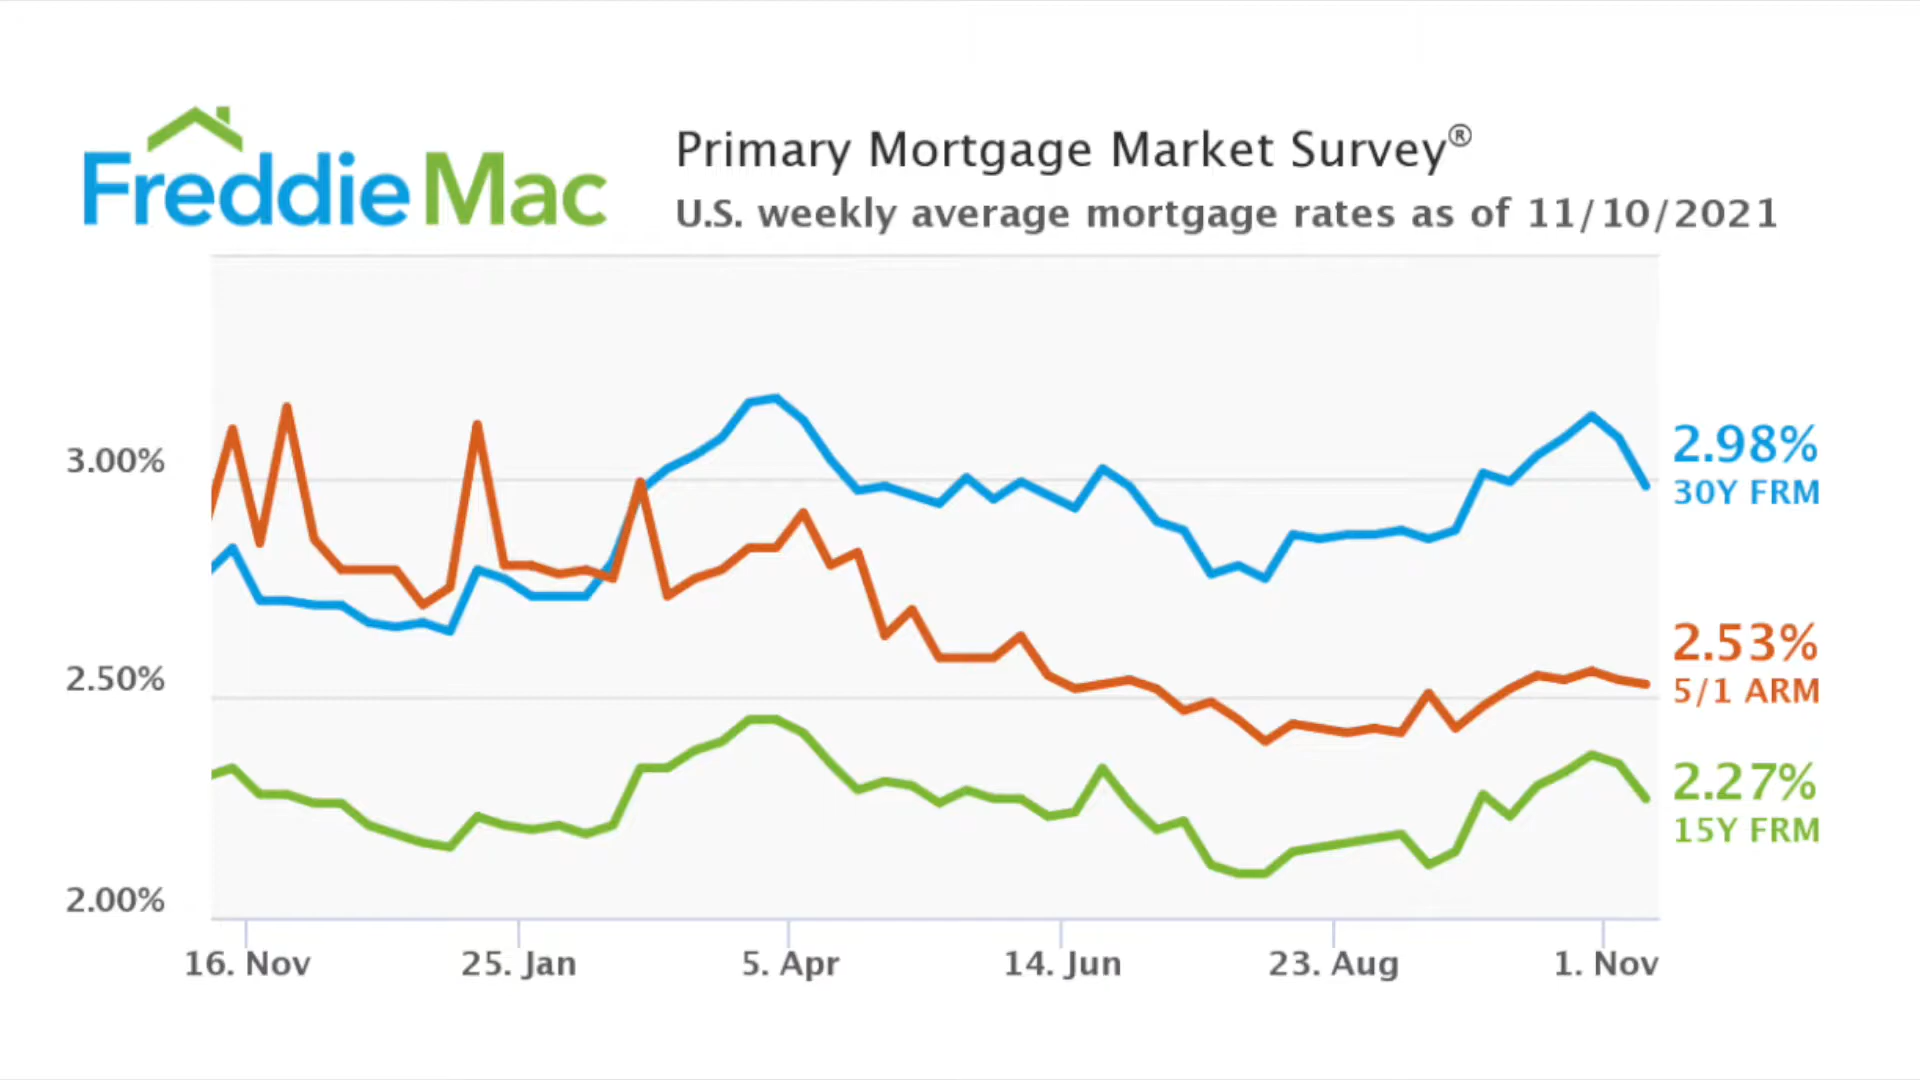 Freddie Mac
Primary Mortgage Market Survey®
U.S. weekly average mortgage rates as of 11/10/2021
3.00%
2.50%
2.00%
2.98%
30Y FRM
2.53%
5/1 ARM
2.27%
15Y FRM
16. Nov 25. Jan 5. Apr 14. Jun 23. Aug 1. Nov